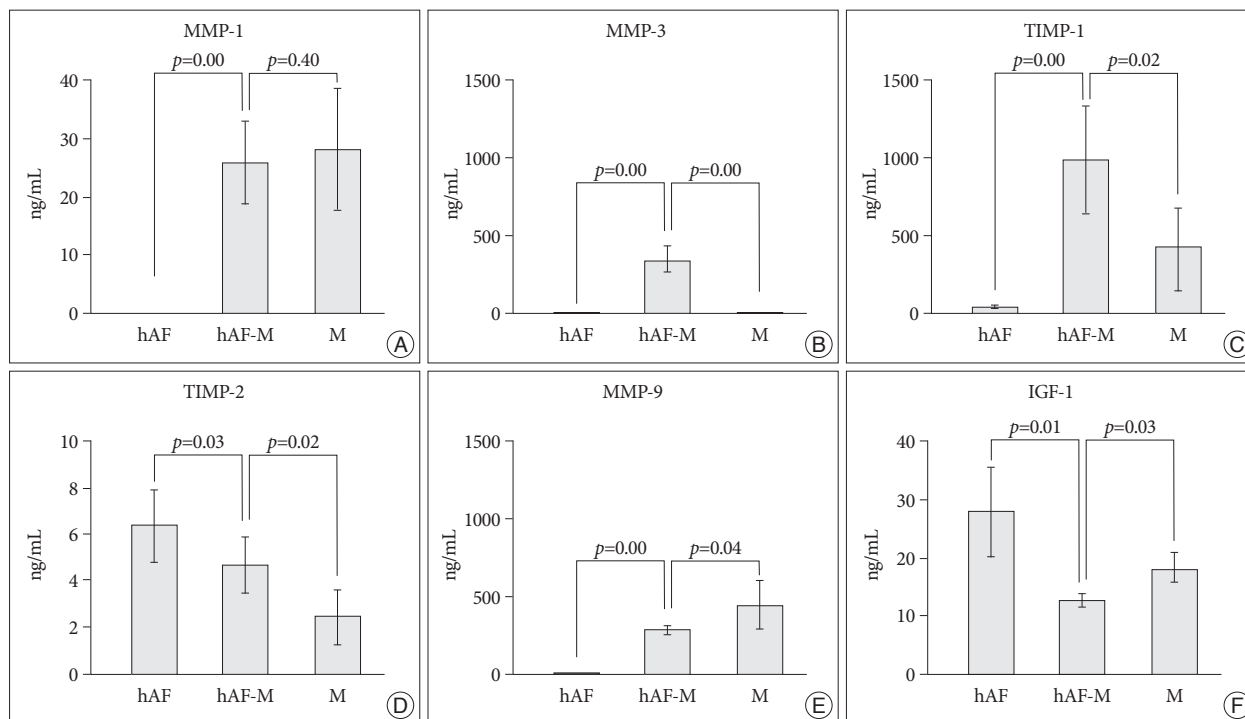 MMP-1
p=0.00 p=0.40
40
30
20
10
0
ng/mL
hAF hAF-M M
A
MMP-3
1500
1000
500
0
ng/mL
p=0.00 p=0.00
hAF hAF-M M
B
TIMP-1
p=0.00 p=0.02
1500
1000
500
0
ng/mL
hAF hAF-M M
C
TIMP-2
p=0.03 p=0.02
10
8
6
4
2
0
ng/mL
hAF hAF-M M
D
MMP-9
1500
1000
500
0
ng/mL
p=0.00 p=0.04
hAF hAF-M M
E
IGF-1
p=0.01 p=0.03
40
30
20
10
0
ng/mL
hAF hAF-M M
F